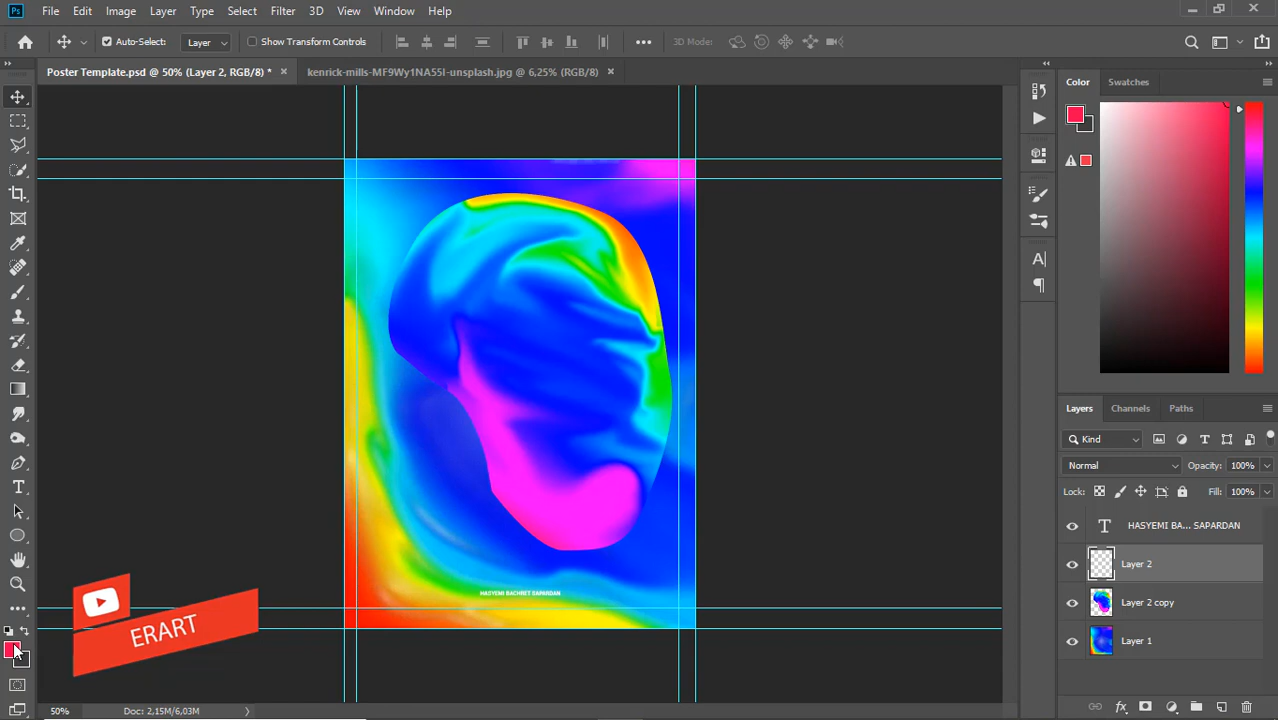 Ps File Edit Image Layer Type Select Filter 3D View Window Help
Auto-Select: Layer Show Transform Controls 3D Mode:
Poster Template.psd @ 50% (Layer 2, RGB/8) * × kenrick-mills-MF9Wy1NA55I-unsplash.jpg @ 6,25% (RGB/8) ×
Color Swatches
Layers Channels Paths
Kind
Normal Opacity: 100%
Lock: Fill: 100%
T HASYEMI BA... SAPARDAN
Layer 2
Layer 2 copy
Layer 1
HASYEMI BACHRET SAPARDAN
ERART
50% Doc: 2,15M/6,03M